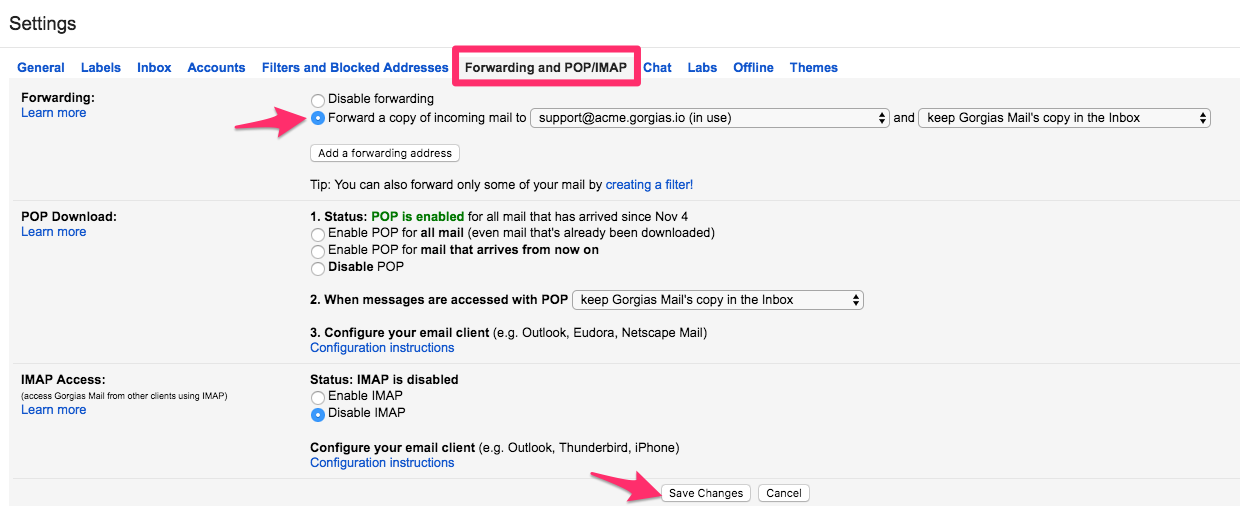 Settings
General Labels Inbox Accounts Filters and Blocked Addresses Forwarding and POP/IMAP Chat Labs Offline Themes
Forwarding:
Learn more
Disable forwarding
Forward a copy of incoming mail to support@acme.gorgias.io (in use) and keep Gorgias Mail's copy in the Inbox
Add a forwarding address
Tip: You can also forward only some of your mail by creating a filter!
POP Download:
Learn more
1. Status: POP is enabled for all mail that has arrived since Nov 4
Enable POP for all mail (even mail that's already been downloaded)
Enable POP for mail that arrives from now on
Disable POP
2. When messages are accessed with POP keep Gorgias Mail's copy in the Inbox
3. Configure your email client (e.g. Outlook, Eudora, Netscape Mail)
Configuration instructions
IMAP Access:
(access Gorgias Mail from other clients using IMAP)
Learn more
Status: IMAP is disabled
Enable IMAP
Disable IMAP
Configure your email client (e.g. Outlook, Thunderbird, iPhone)
Configuration instructions
Save Changes Cancel